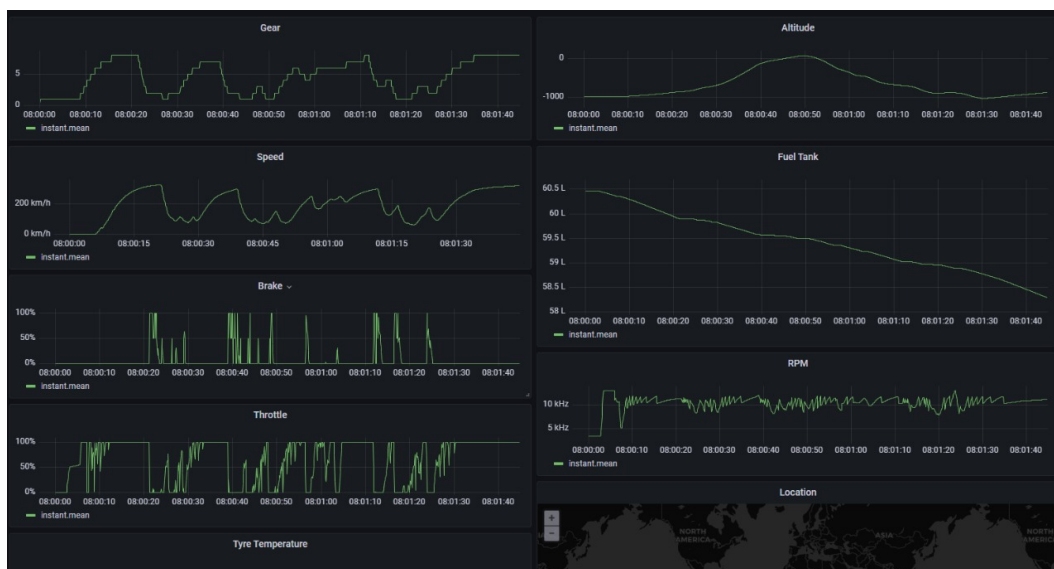 Gear
5
0
08:00:00 08:00:10 08:00:20 08:00:30 08:00:40 08:00:50 08:01:00 08:01:10 08:01:20 08:01:30 08:01:40
instant.mean
Speed
200 km/h
0 km/h
08:00:00 08:00:15 08:00:30 08:00:45 08:01:00 08:01:15 08:01:30
instant.mean
Brake
100%
50%
0%
08:00:00 08:00:10 08:00:20 08:00:30 08:00:40 08:00:50 08:01:00 08:01:10 08:01:20 08:01:30 08:01:40
instant.mean
Throttle
100%
50%
0%
08:00:00 08:00:10 08:00:20 08:00:30 08:00:40 08:00:50 08:01:00 08:01:10 08:01:20 08:01:30 08:01:40
instant.mean
Tyre Temperature
Altitude
0
-1000
08:00:00 08:00:10 08:00:20 08:00:30 08:00:40 08:00:50 08:01:00 08:01:10 08:01:20 08:01:30 08:01:40
instant.mean
Fuel Tank
60.5 L
60 L
59.5 L
59 L
58.5 L
58 L
08:00:00 08:00:10 08:00:20 08:00:30 08:00:40 08:00:50 08:01:00 08:01:10 08:01:20 08:01:30 08:01:40
instant.mean
RPM
10 kHz
5 kHz
08:00:00 08:00:10 08:00:20 08:00:30 08:00:40 08:00:50 08:01:00 08:01:10 08:01:20 08:01:30 08:01:40
instant.mean
Location
+
−
NORTH
AMERICA
ASIA
NORTH
AMERICA